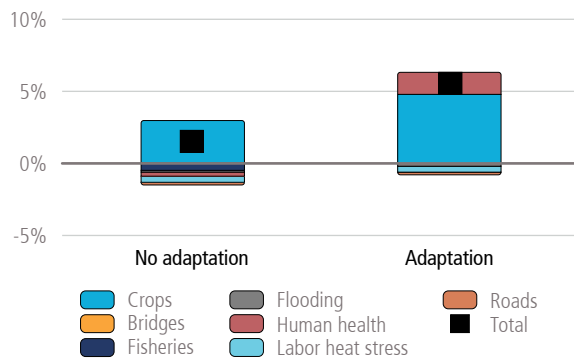 10%
5%
0%
-5%
No adaptation Adaptation
Crops Flooding Roads
Bridges Human health Total
Fisheries Labor heat stress